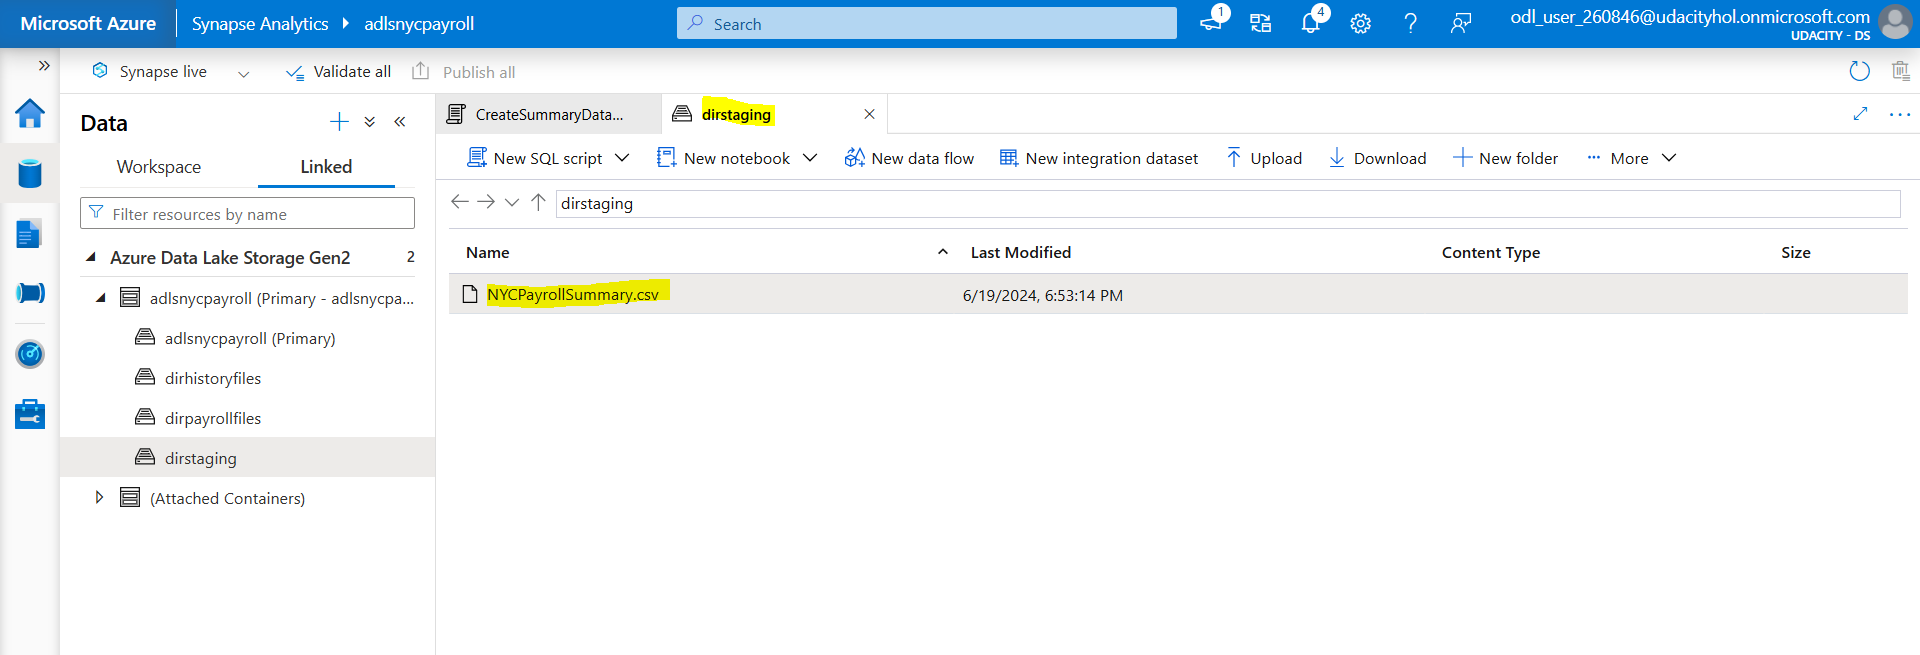 Microsoft Azure Synapse Analytics adlsnycpayroll Search 1 4 odl_user_260846@udacityhol.onmicrosoft.com
UDACITY - DS
Synapse live Validate all Publish all
Data
Workspace Linked
Filter resources by name
Azure Data Lake Storage Gen2 2
adlsnycpayroll (Primary - adlsnycpa...
adlsnycpayroll (Primary)
dirhistoryfiles
dirpayrollfiles
dirstaging
(Attached Containers)
CreateSummaryData... dirstaging
New SQL script New notebook New data flow New integration dataset Upload Download New folder More
dirstaging
Name Last Modified Content Type Size
NYCPayrollSummary.csv 6/19/2024, 6:53:14 PM